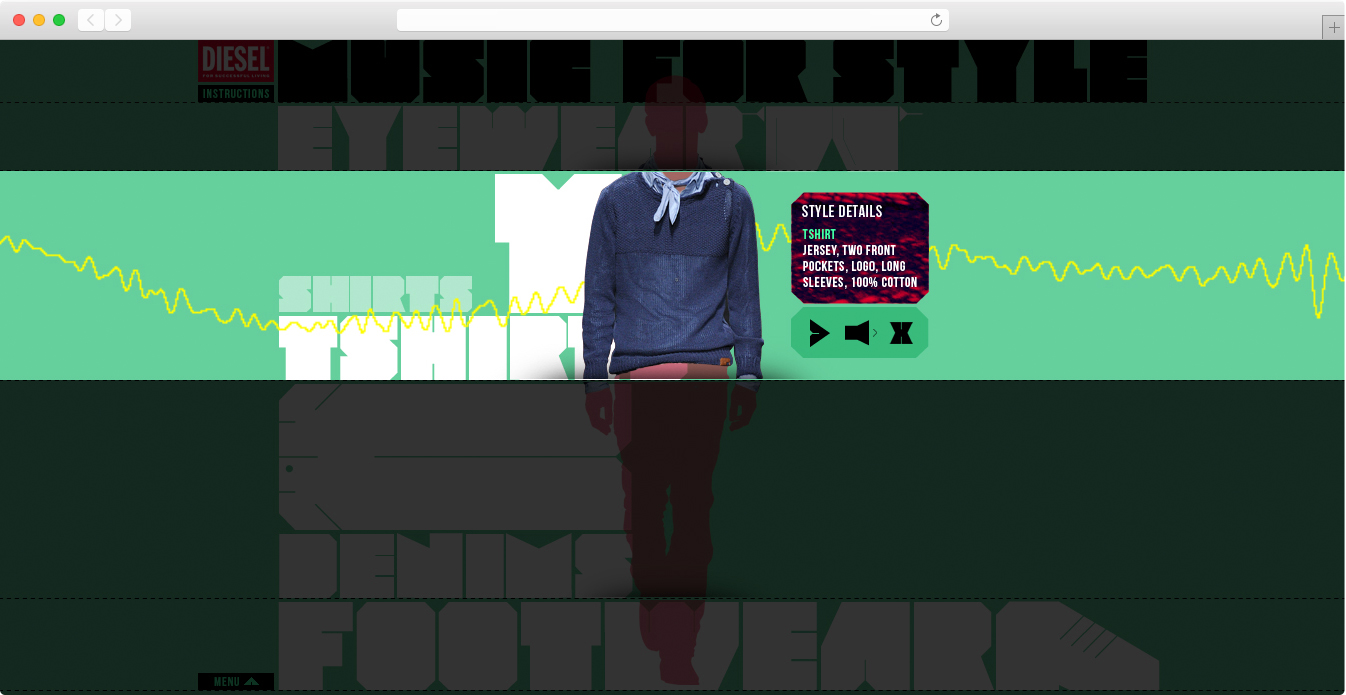 DIESEL
FOR SUCCESSFUL LIVING
INSTRUCTIONS
MUSIC FOR STYLE
EYEWEAR
STYLE DETAILS
TSHIRT
JERSEY, TWO FRONT
POCKETS, LOGO, LONG
SLEEVES, 100% COTTON
SHIRTS
TSHIRT
DENIMS
FOOTWEAR
MENU